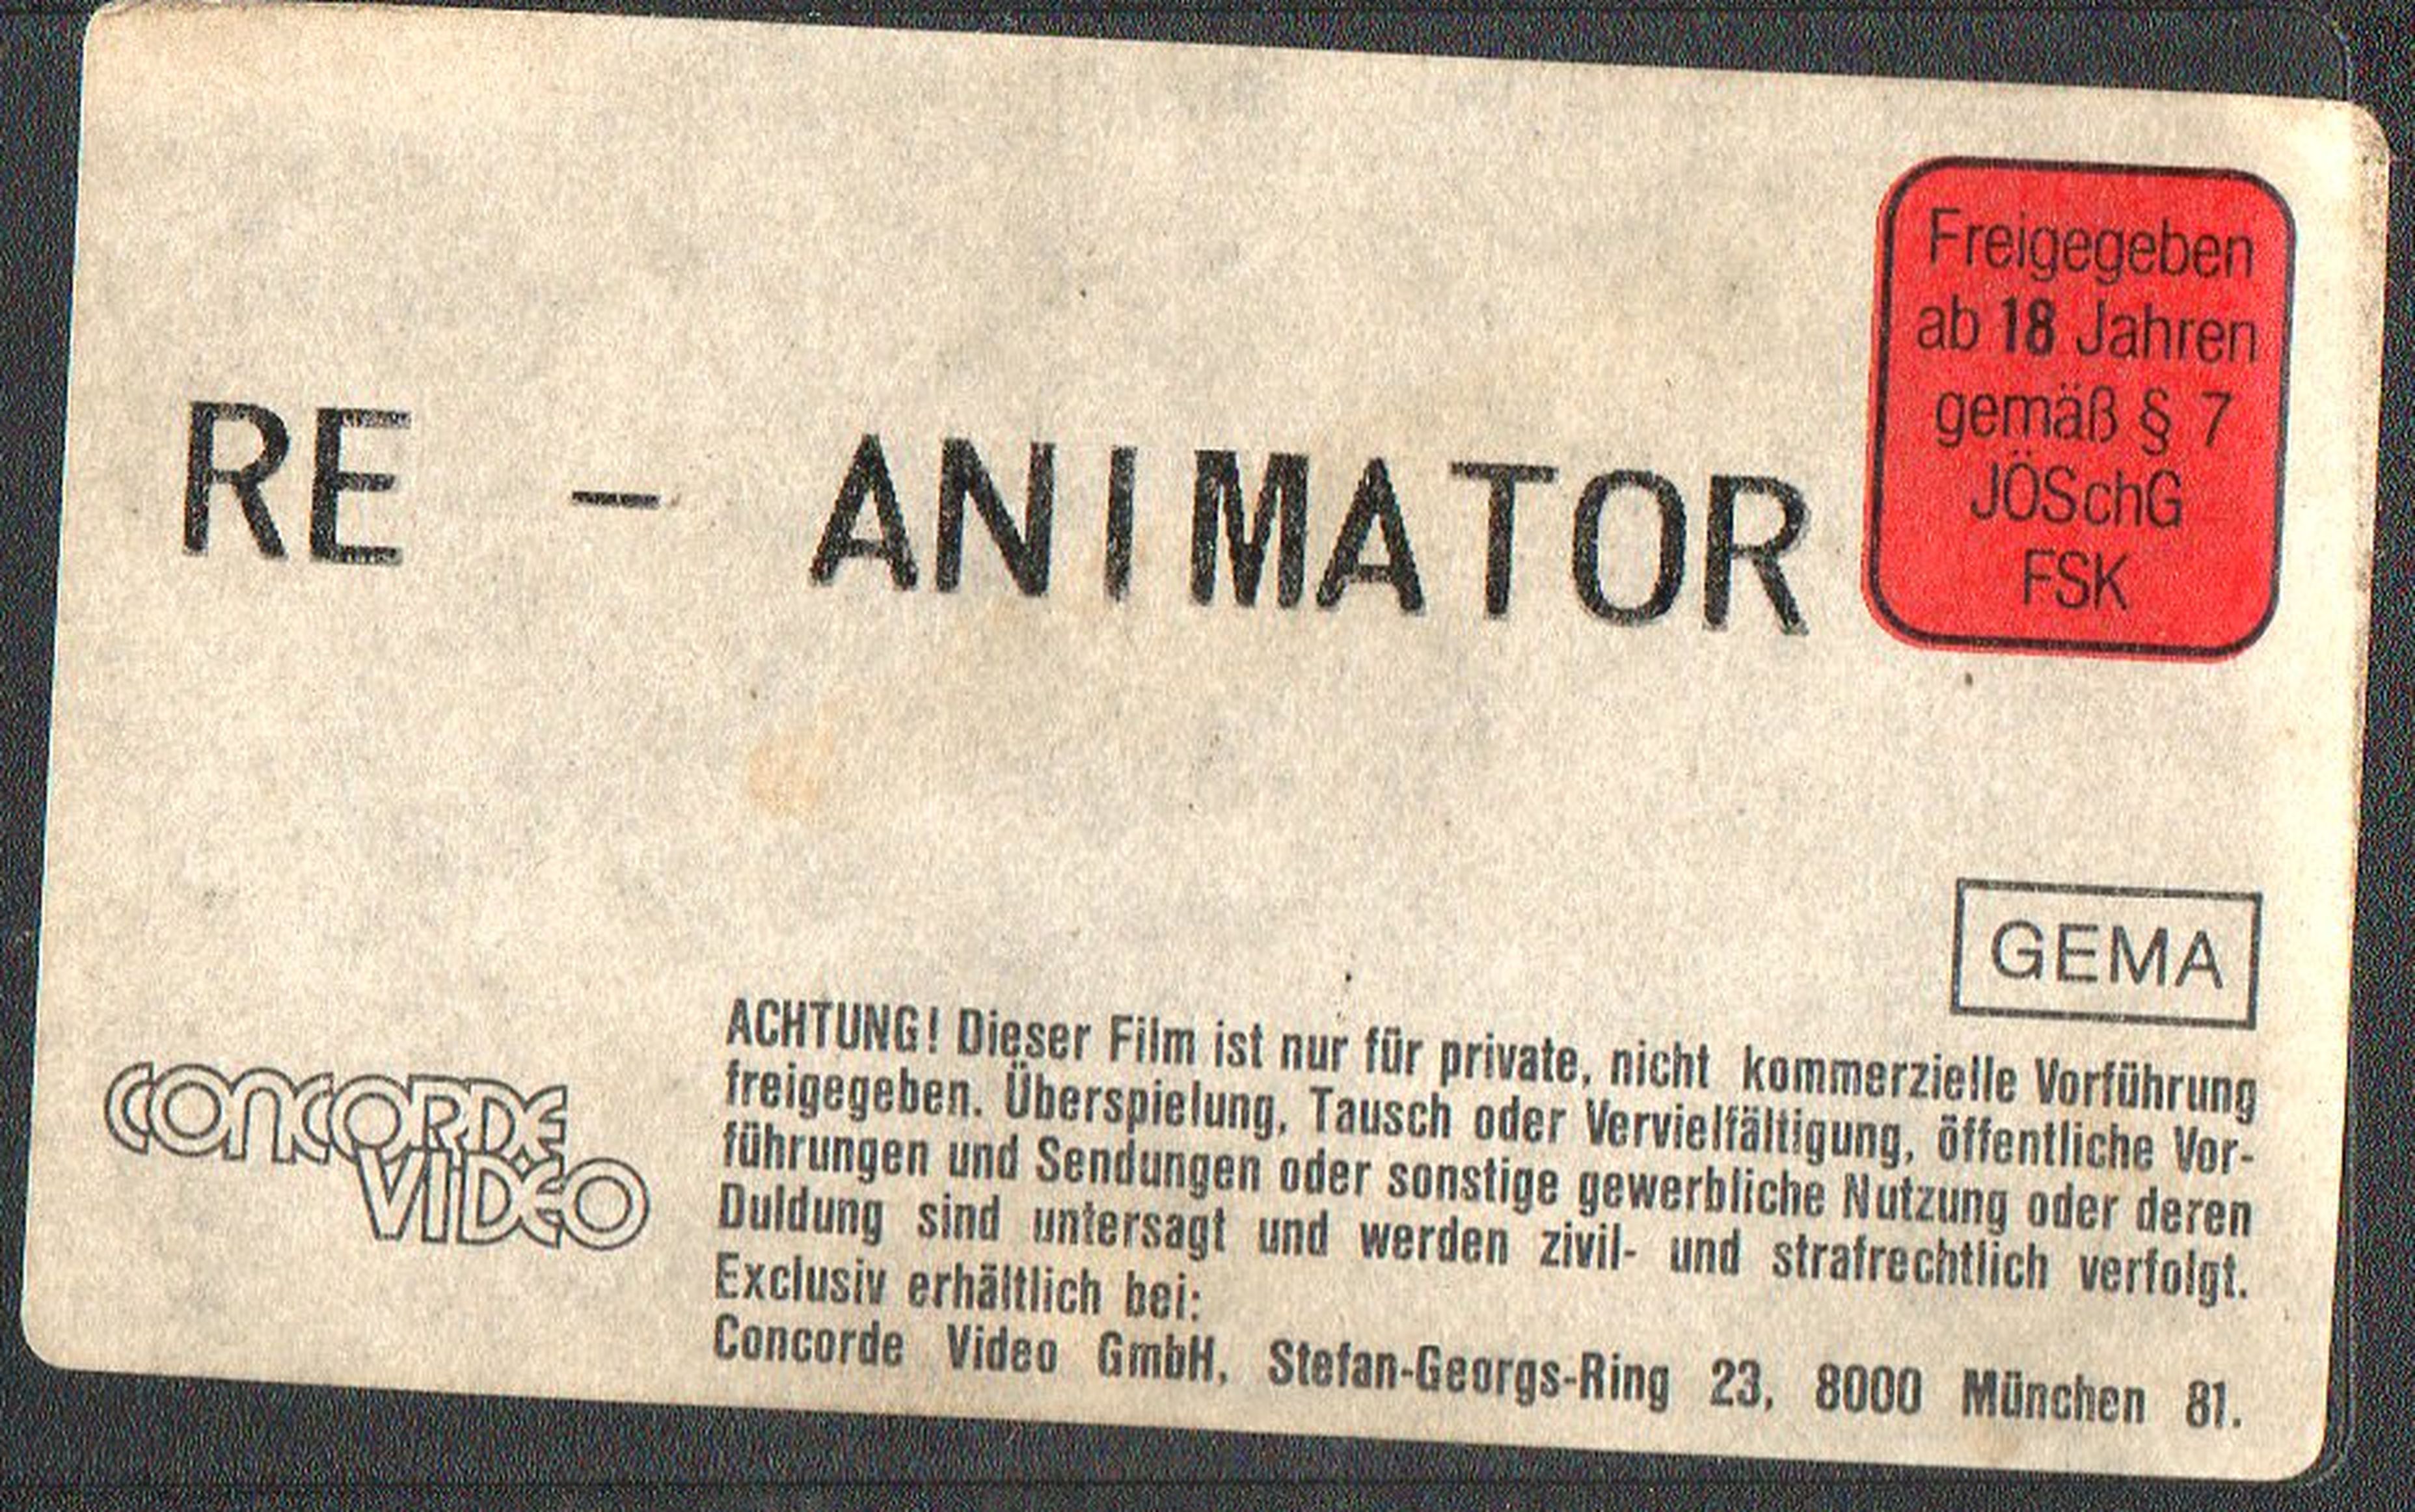 RE - ANIMATOR
Freigegeben
ab 18 Jahren
gemäß § 7
JÖSchG
FSK
GEMA
CONCORDE
VIDEO
ACHTUNG! Dieser Film ist nur für private, nicht kommerzielle Vorführung
freigegeben. Überspielung, Tausch oder Vervielfältigung, öffentliche Vor-
führungen und Sendungen oder sonstige gewerbliche Nutzung oder deren
Duldung sind untersagt und werden zivil- und strafrechtlich verfolgt.
Exclusiv erhältlich bei:
Concorde Video GmbH, Stefan-Georgs-Ring 23, 8000 München 81.